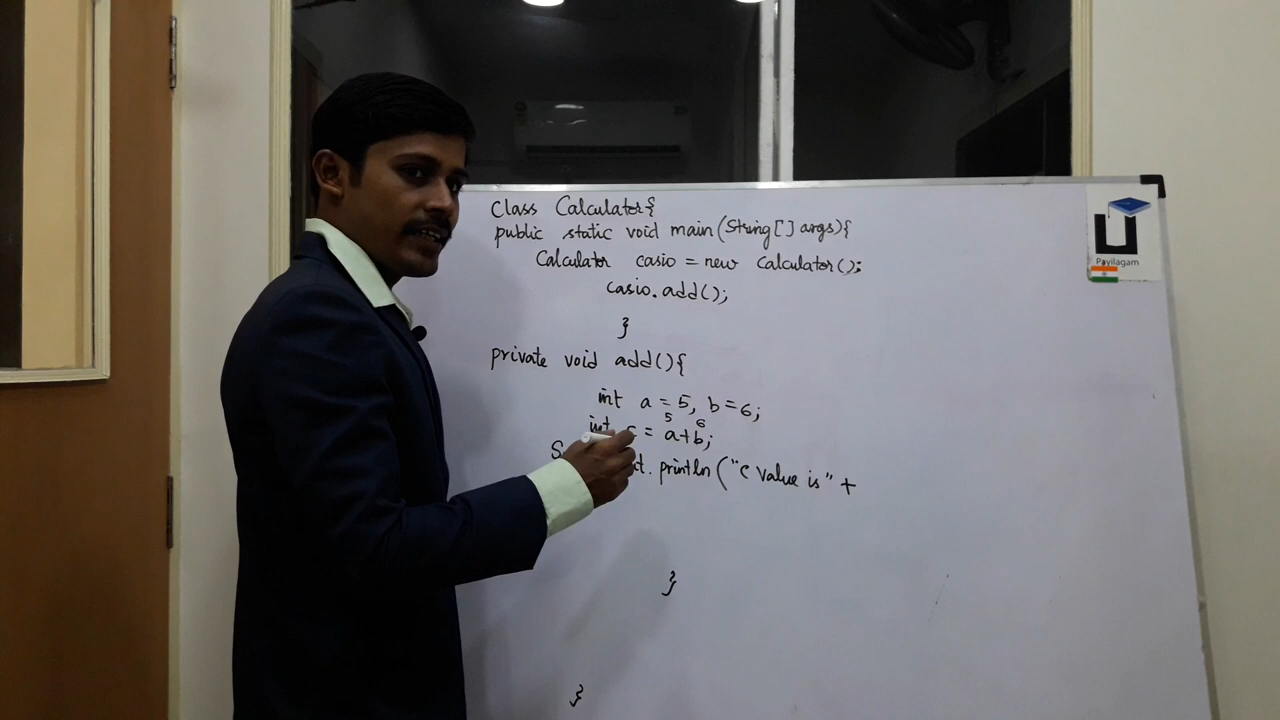 Class Calculator{
public static void main(String[] args){
Calculator casio = new Calculator();
casio.add();
}
private void add(){
int a = 5, b = 6;
5 6
int c = a+b;
println("C Value is" +
}
}
U
Payilagam